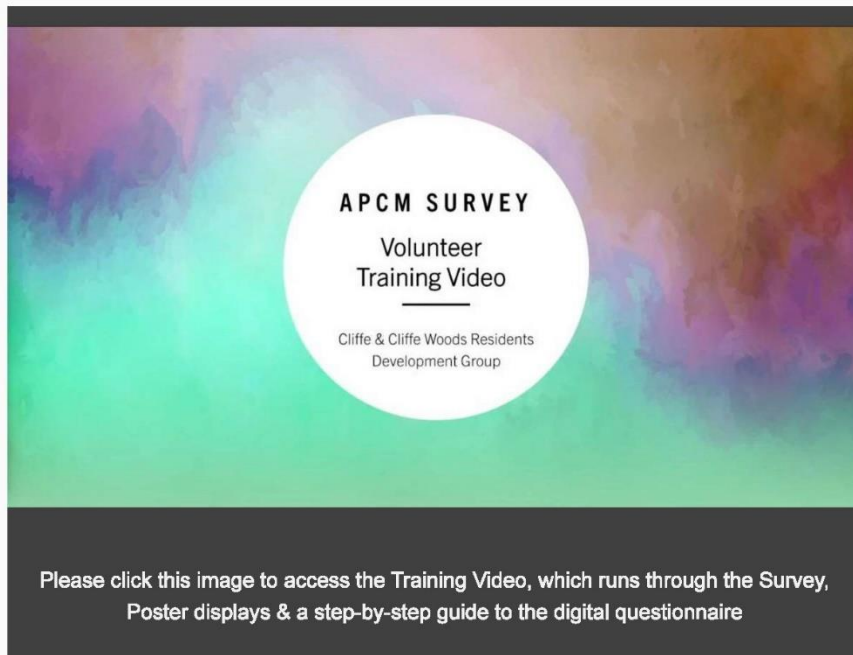 APCM SURVEY
Volunteer
Training Video
Cliffe & Cliffe Woods Residents
Development Group
Please click this image to access the Training Video, which runs through the Survey,
Poster displays & a step-by-step guide to the digital questionnaire